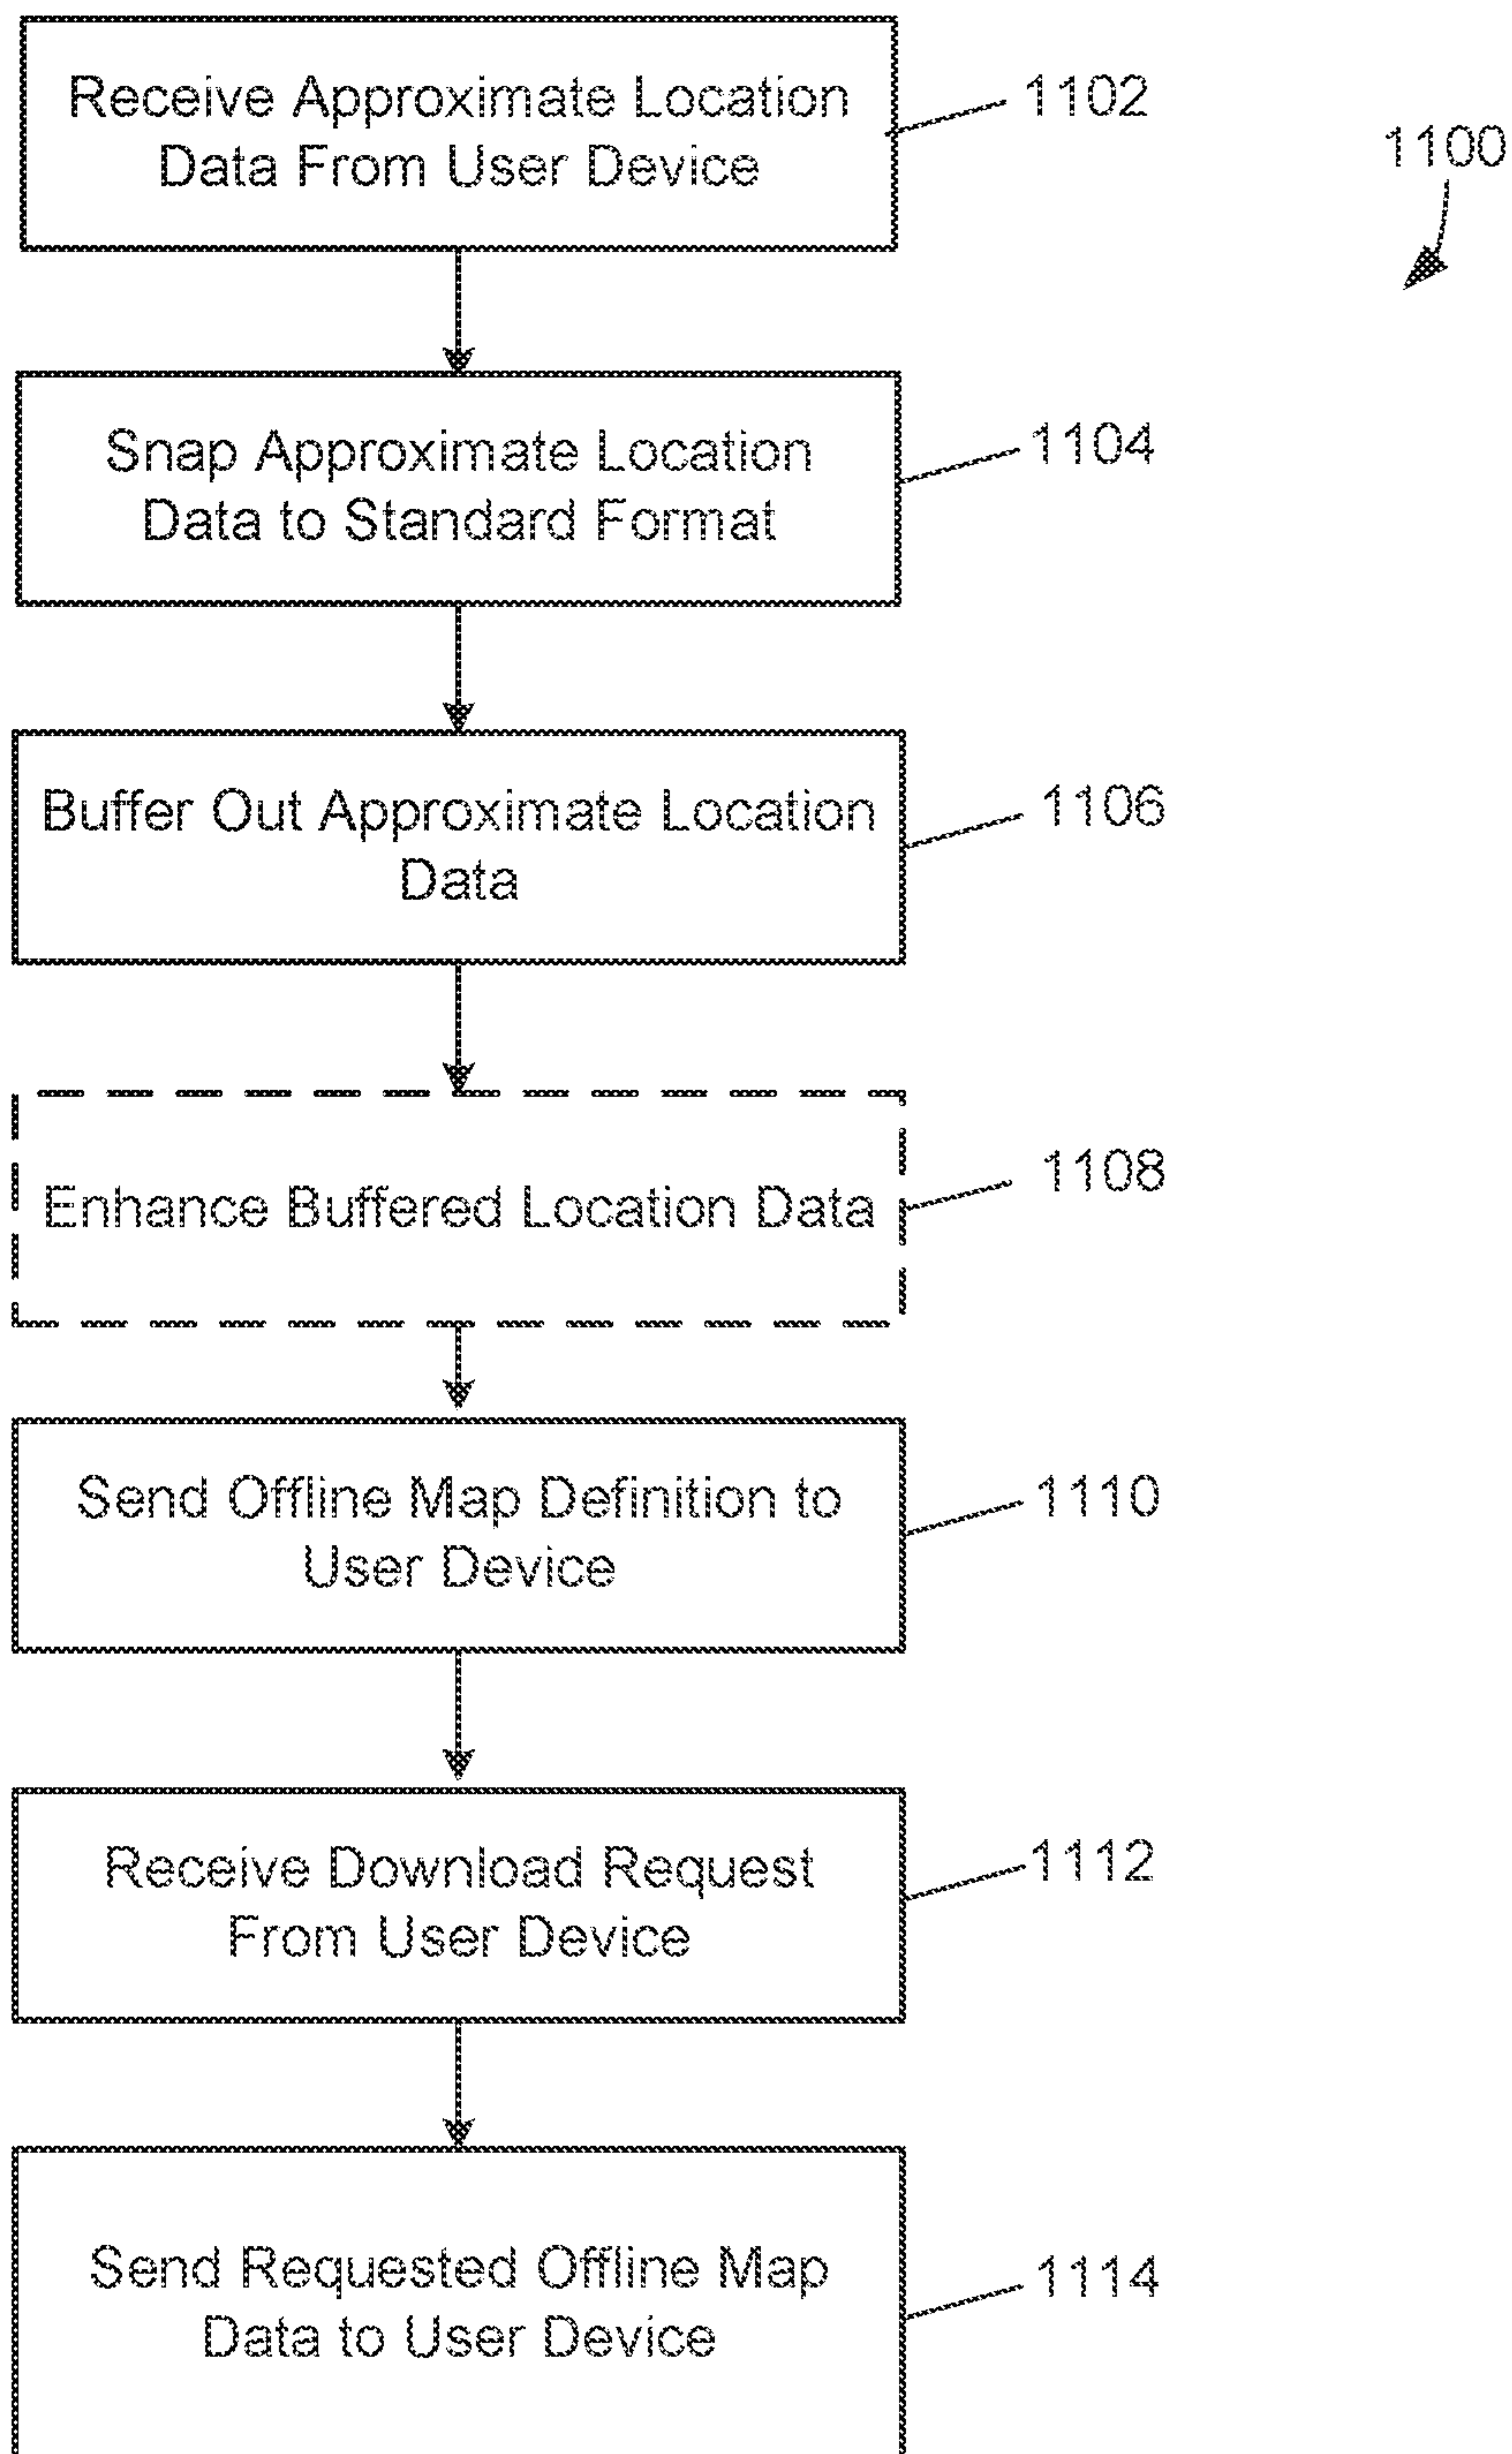 Receive Approximate Location
Data From User Device
1102
1100
Snap Approximate Location
Data to Standard Format
1104
Buffer Out Approximate Location
Data
1106
Enhance Buffered Location Data
1108
Send Offline Map Definition to
User Device
1110
Receive Download Request
From User Device
1112
Send Requested Offline Map
Data to User Device
1114